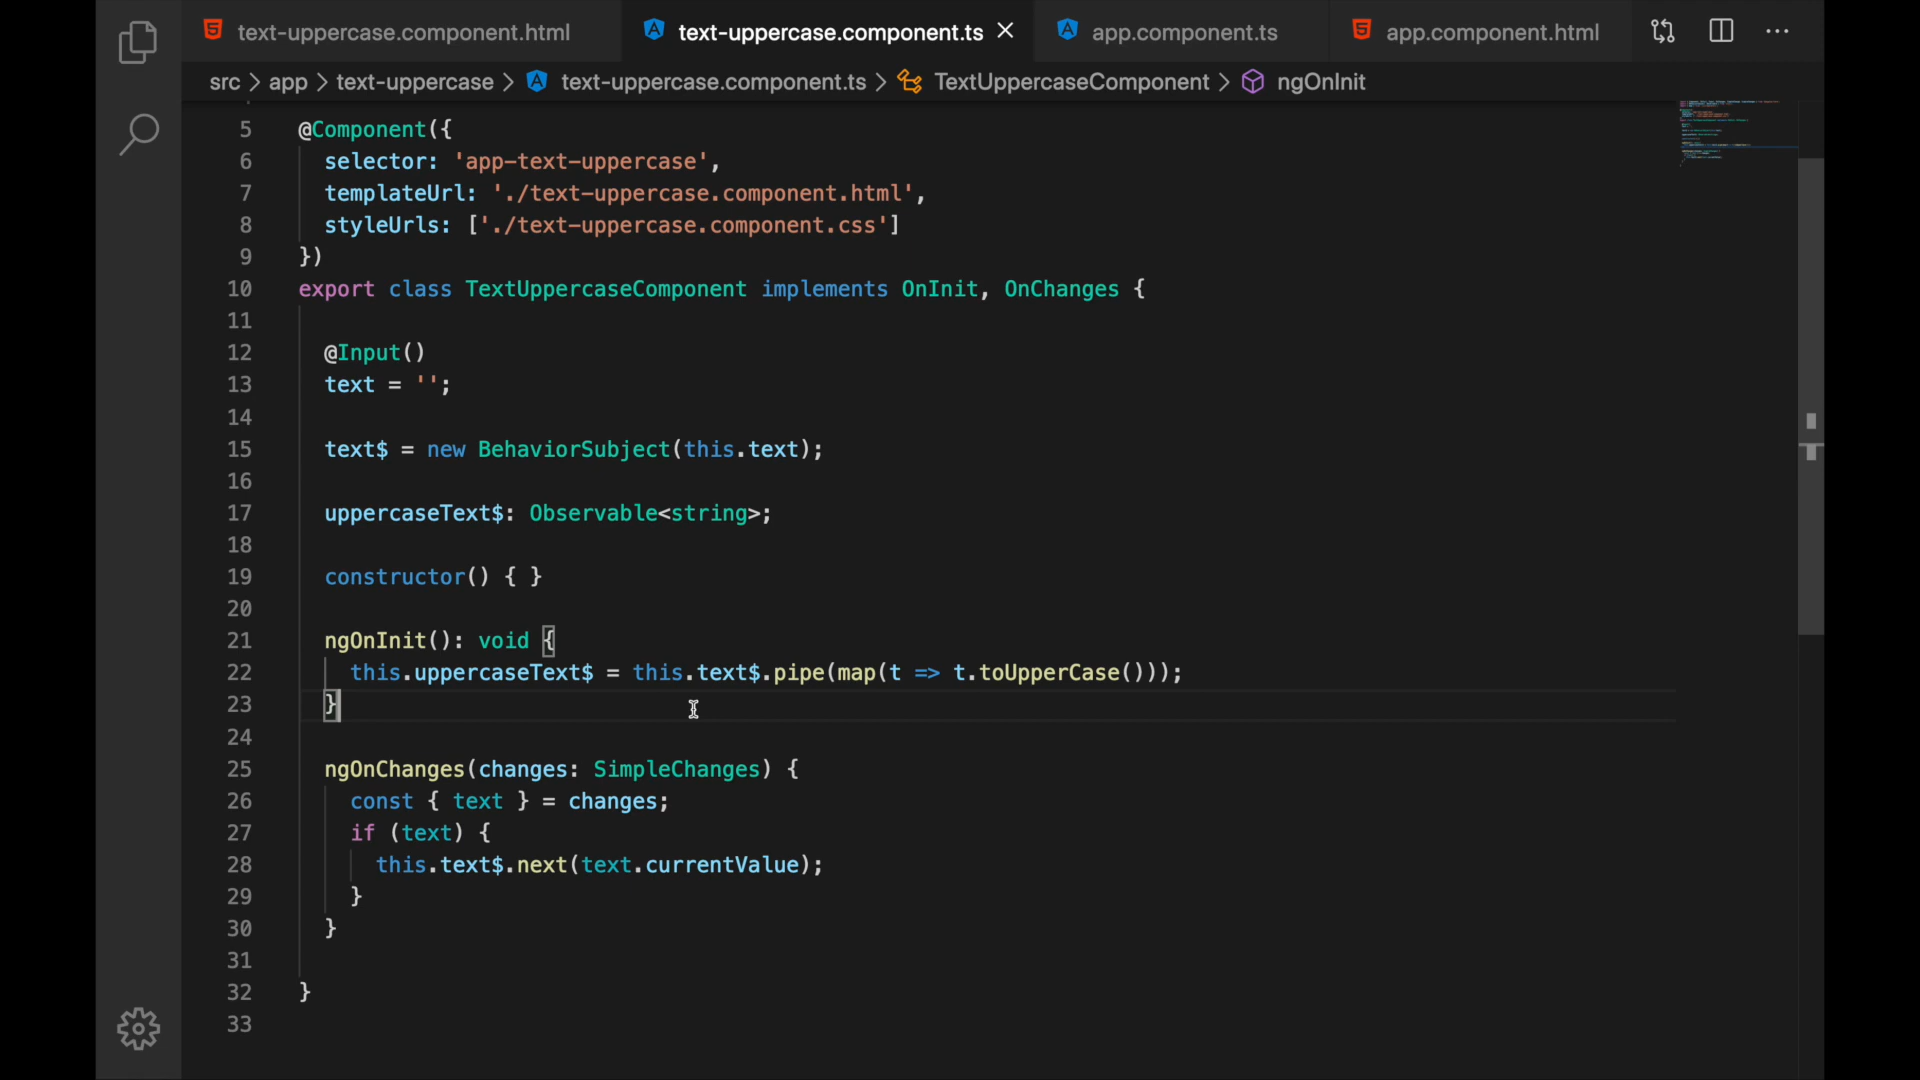 text-uppercase.component.html text-uppercase.component.ts app.component.ts app.component.html
src > app > text-uppercase > text-uppercase.component.ts > TextUppercaseComponent > ngOnInit
5 @Component({
6   selector: 'app-text-uppercase',
7   templateUrl: './text-uppercase.component.html',
8   styleUrls: ['./text-uppercase.component.css']
9 })
10 export class TextUppercaseComponent implements OnInit, OnChanges {
11
12   @Input()
13   text = '';
14
15   text$ = new BehaviorSubject(this.text);
16
17   uppercaseText$: Observable<string>;
18
19   constructor() { }
20
21   ngOnInit(): void {
22     this.uppercaseText$ = this.text$.pipe(map(t => t.toUpperCase()));
23   }
24
25   ngOnChanges(changes: SimpleChanges) {
26     const { text } = changes;
27     if (text) {
28       this.text$.next(text.currentValue);
29     }
30   }
31
32 }
33